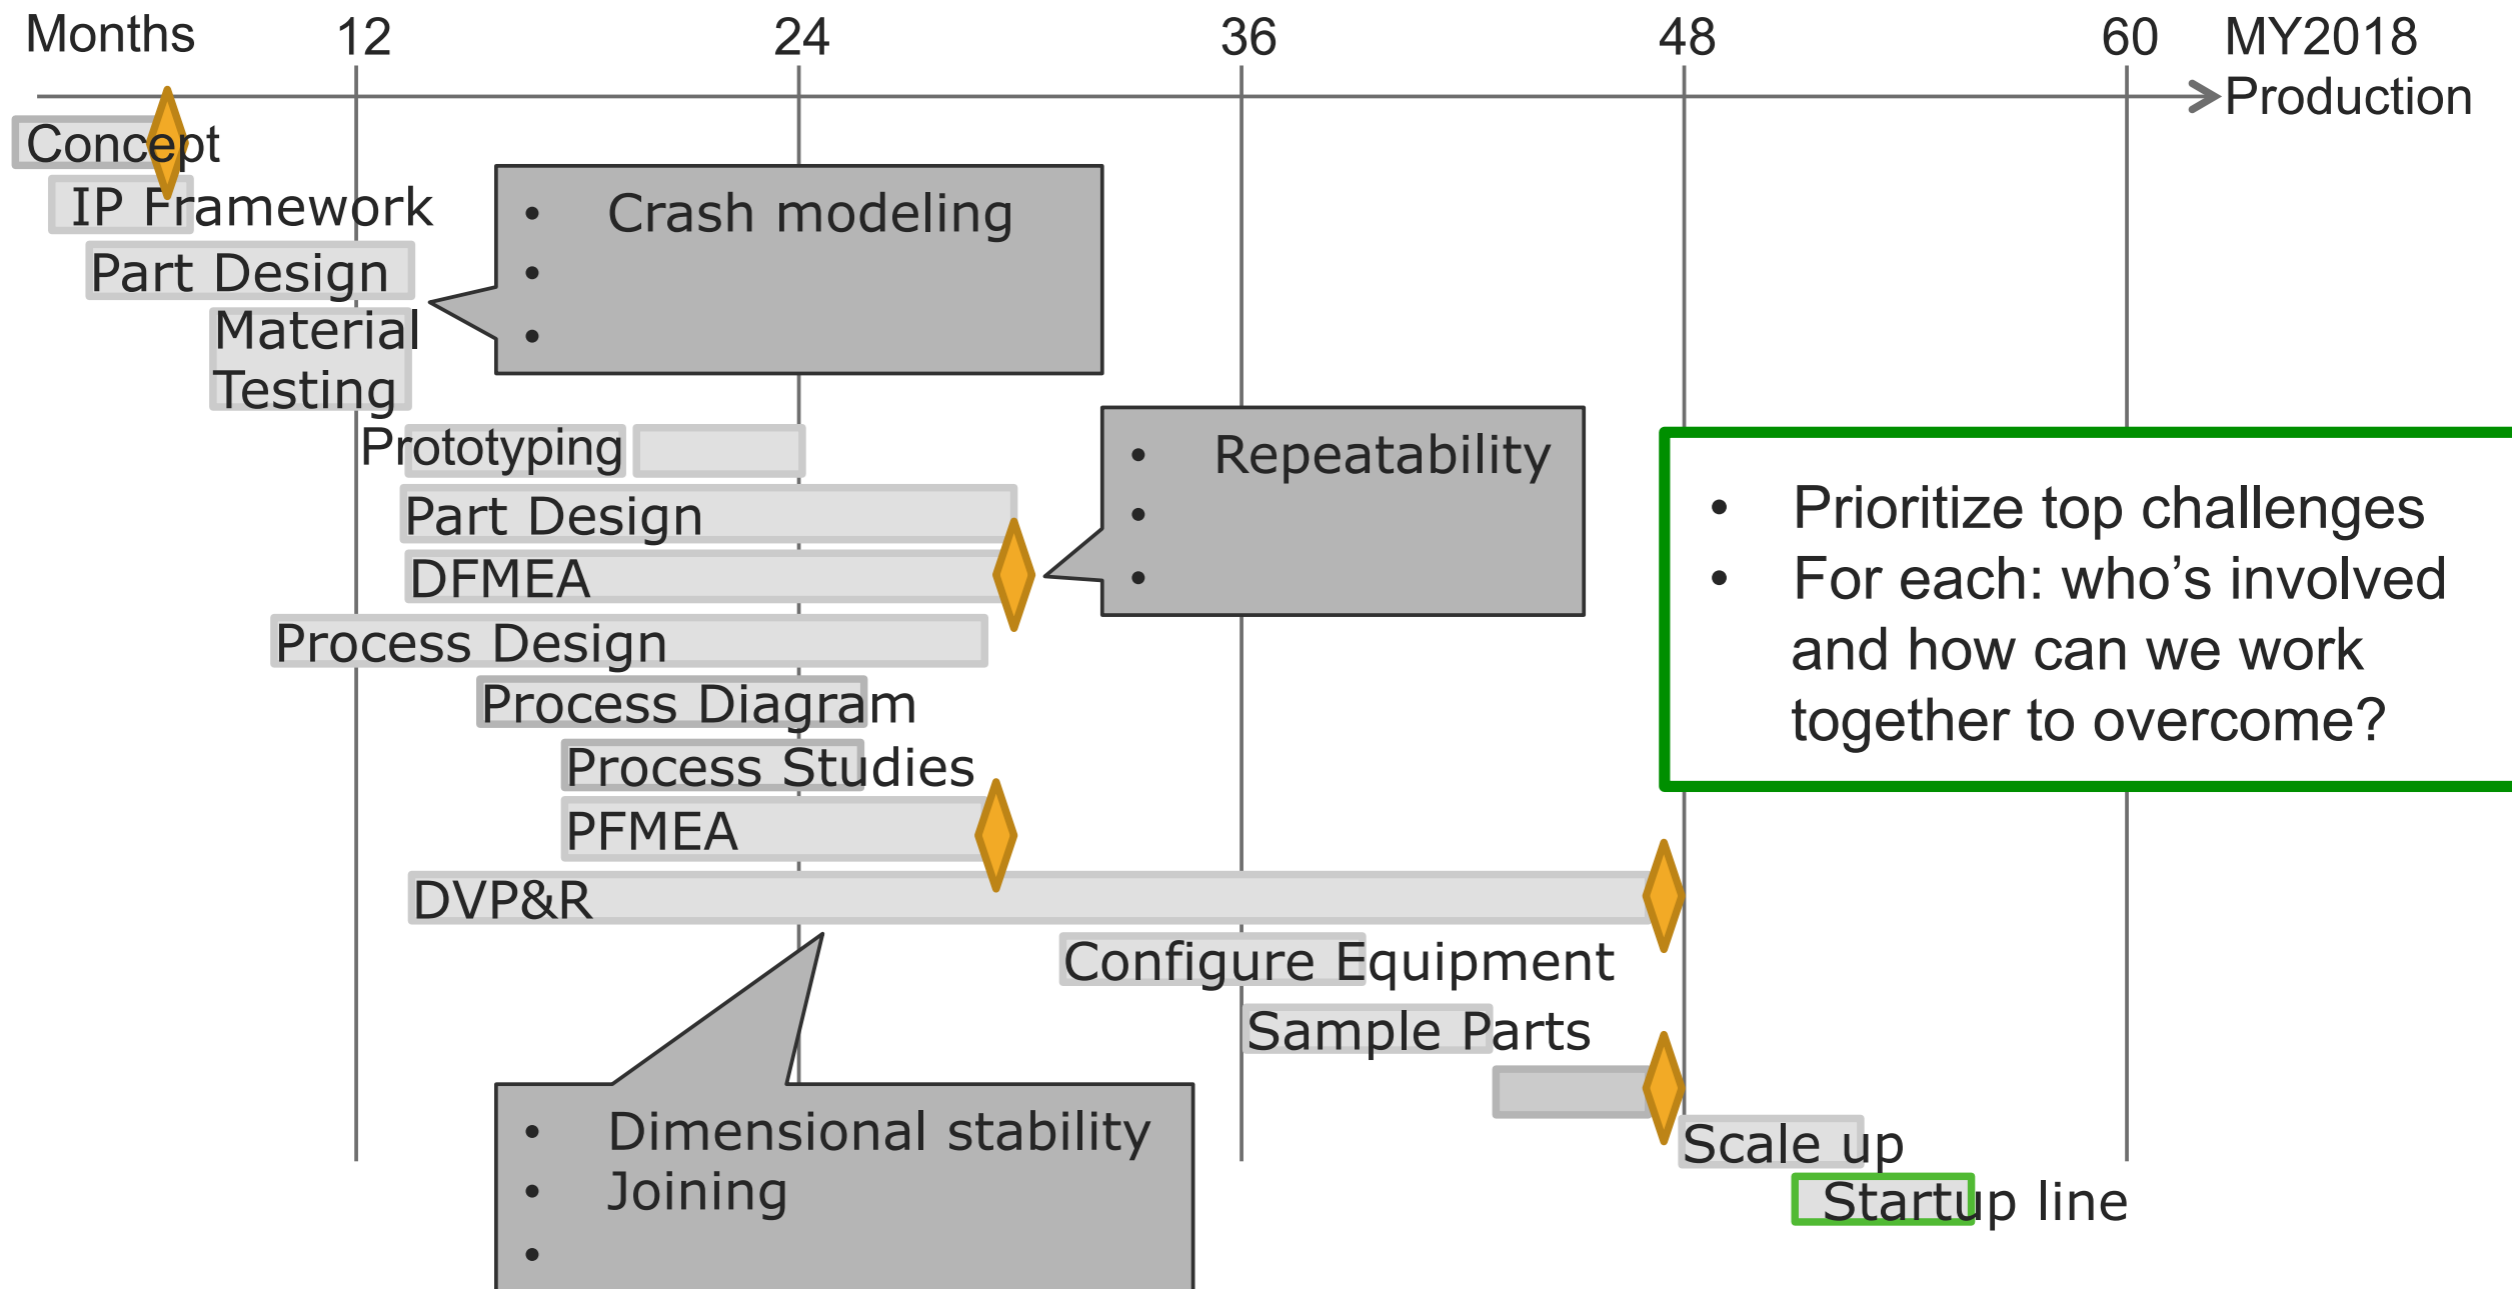 Months 12 24 36 48 60 MY2018
Production
Concept
IP Framework
• Crash modeling
•
•
Part Design
Material
Testing
Prototyping
• Repeatability
•
•
Part Design
DFMEA
• Prioritize top challenges
• For each: who’s involved
and how can we work
together to overcome?
Process Design
Process Diagram
Process Studies
PFMEA
DVP&R
Configure Equipment
Sample Parts
• Dimensional stability
• Joining
•
Scale up
Startup line